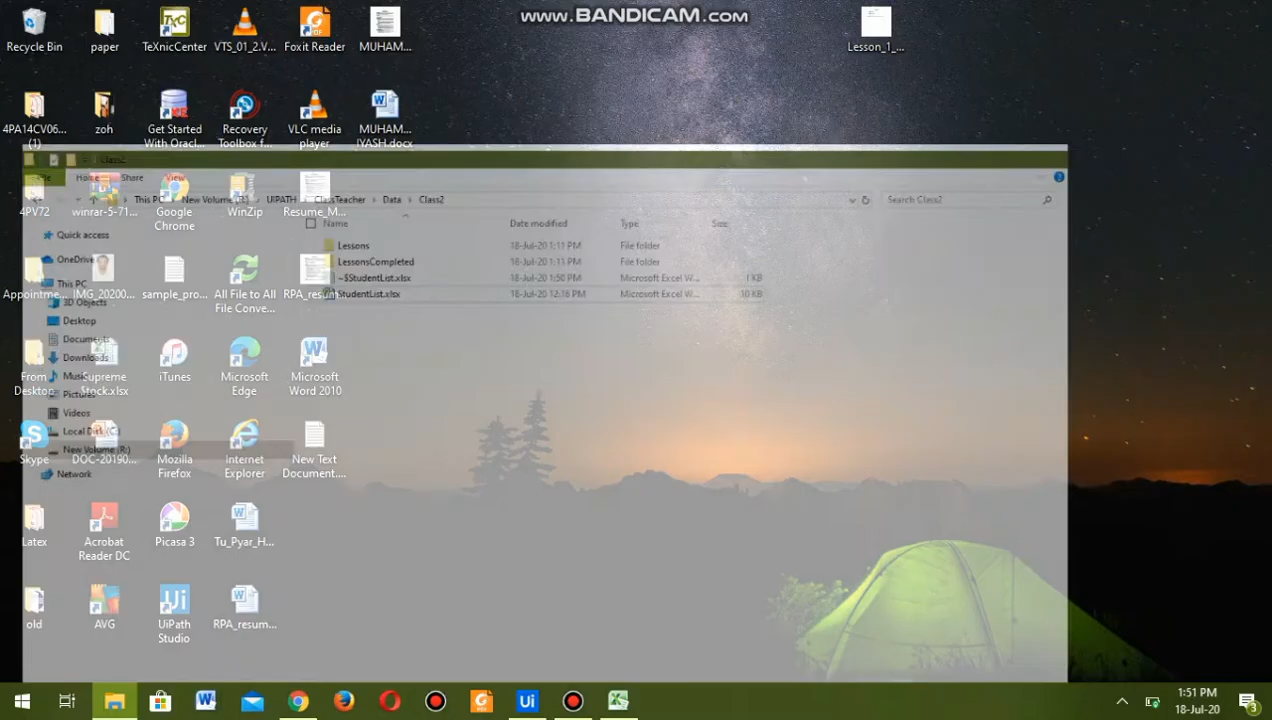 www.BANDICAM.com
Recycle Bin
paper
TeXnicCenter
VTS_01_2.V...
Foxit Reader
MUHAM...
Lesson_1_...
4PA14CV06...
(1)
zoh
Get Started
With Oracl...
Recovery
Toolbox f...
VLC media
player
MUHAM...
IYASH.docx
Class2
Home
Share
View
4PV72
winrar-5-71...
Google
Chrome
WinZip
Resume_M...
This PC
New Volume (R:)
UIPATH
ClassTeacher
Data
Class2
Search Class2
Name
Date modified
Type
Size
Quick access
Lessons
18-Jul-20 1:11 PM
File folder
OneDrive
LessonsCompleted
18-Jul-20 1:11 PM
File folder
This PC
~$StudentList.xlsx
18-Jul-20 1:50 PM
Microsoft Excel W...
1 KB
StudentList.xlsx
18-Jul-20 12:16 PM
Microsoft Excel W...
10 KB
Appointme...
IMG_20200...
sample_pro...
All File to All
File Conve...
RPA_resum...
3D Objects
Desktop
Documents
Downloads
Music
Pictures
Videos
Local Disk (C:)
New Volume (R:)
Network
From
Desktop
Supreme
Stock.xlsx
iTunes
Microsoft
Edge
Microsoft
Word 2010
Skype
DOC-20190...
Mozilla
Firefox
Internet
Explorer
New Text
Document....
Latex
Acrobat
Reader DC
Picasa 3
Tu_Pyar_H...
old
AVG
UiPath
Studio
RPA_resum...
1:51 PM
18-Jul-20
3